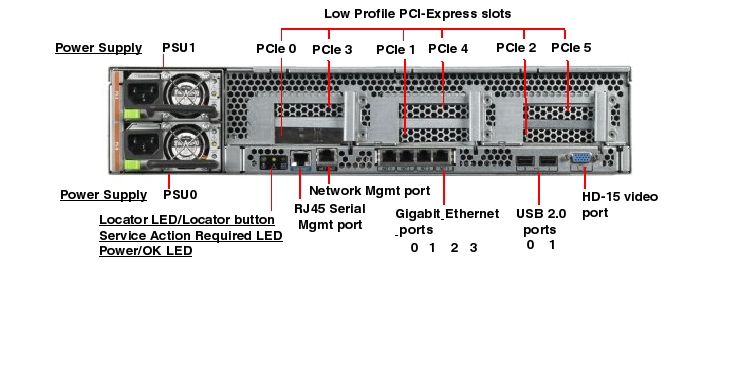 Low Profile PCI-Express slots
Power Supply PSU1 PCIe 0 PCIe 3 PCIe 1 PCIe 4 PCIe 2 PCIe 5
Power Supply PSU0
Network Mgmt port
HD-15 video
port
RJ45 Serial
Mgmt port
Gigabit Ethernet
ports
0 1 2 3
USB 2.0
ports
0 1
Locator LED/Locator button
Service Action Required LED
Power/OK LED